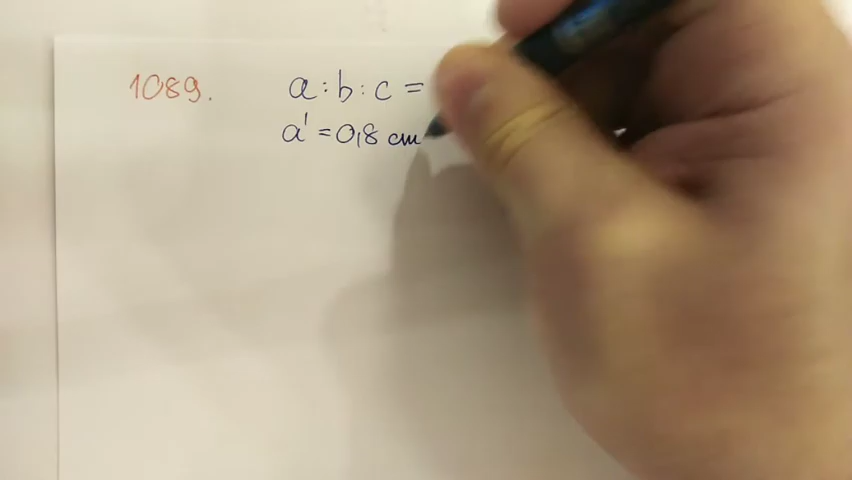 1089. a : b : c =
a' = 0,8 cm